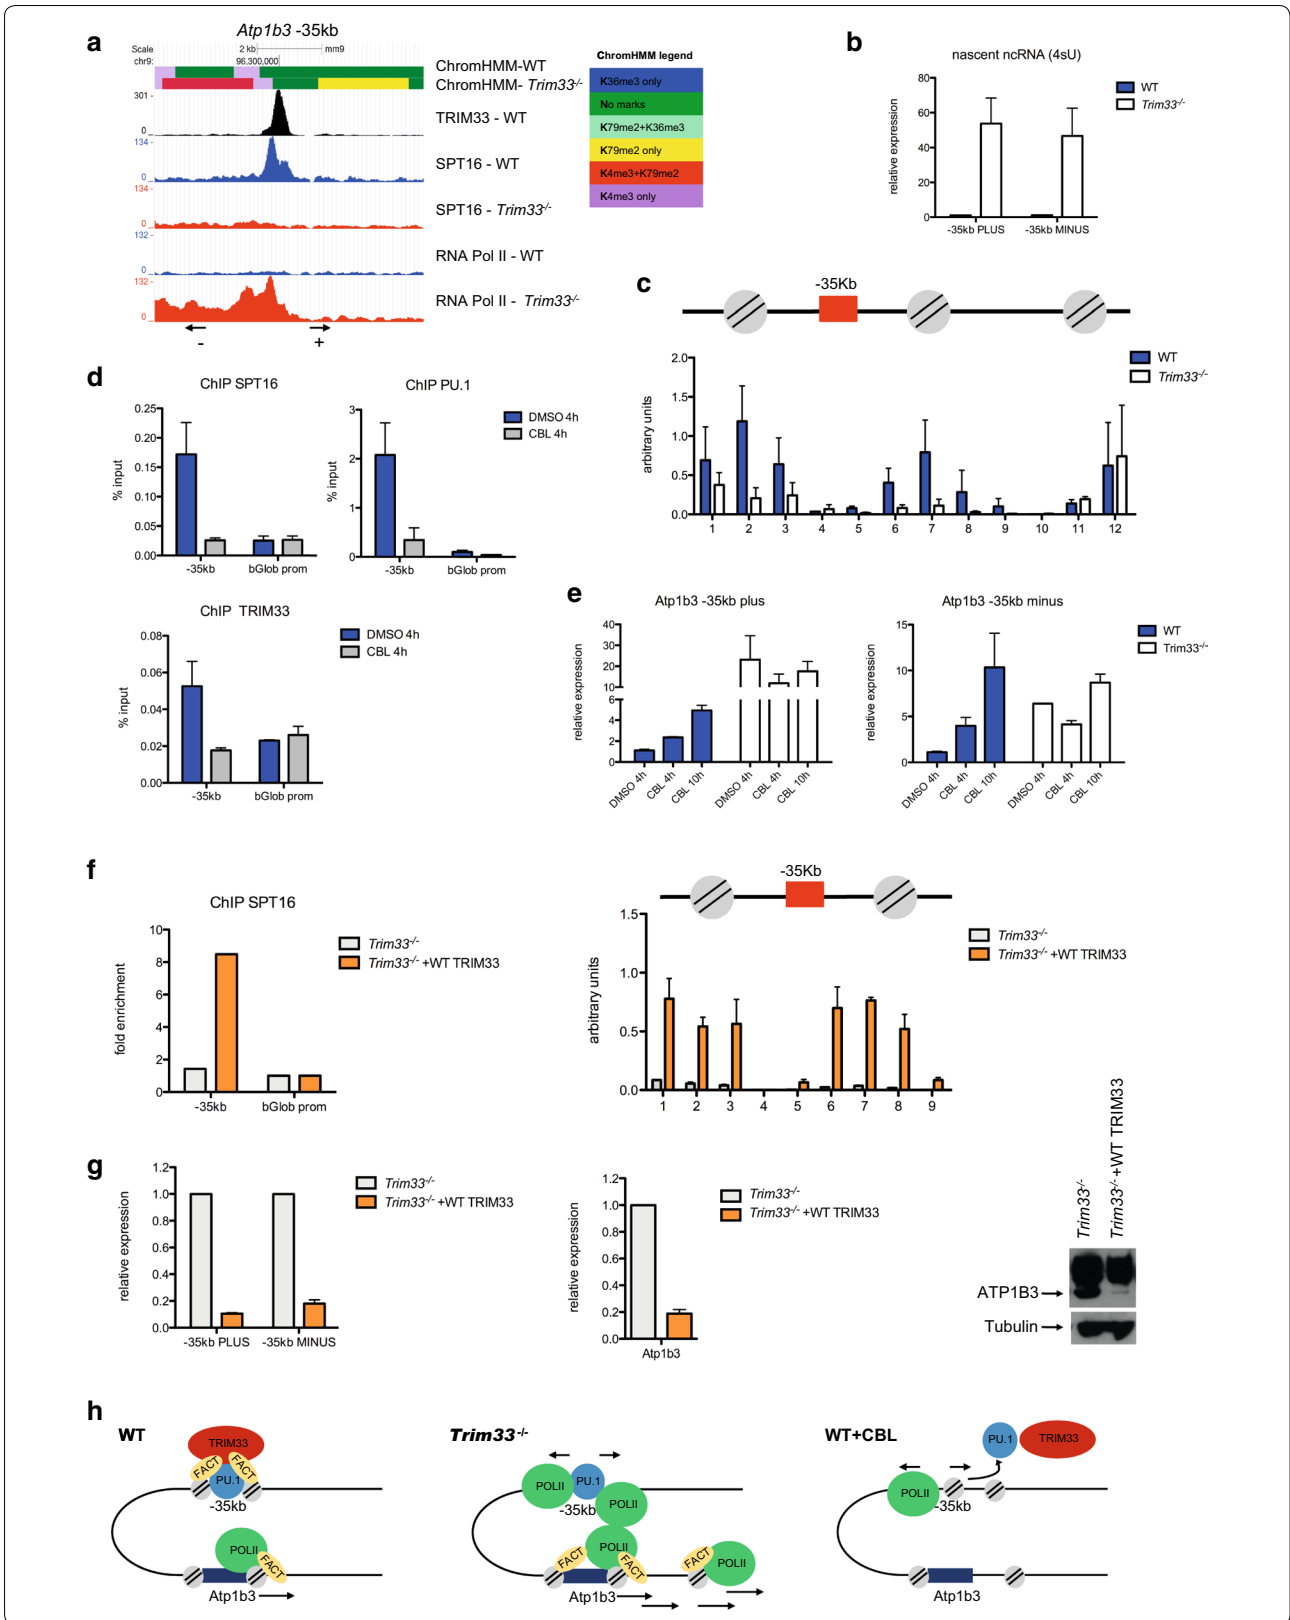 a
Atp1b3 -35kb
Scale
2 kb
mm9
chr9:
96,300,000
ChromHMM-WT
ChromHMM- Trim33-/-
301 -
0 _
TRIM33 - WT
134 -
0 _
SPT16 - WT
134 -
0 _
SPT16 - Trim33-/-
132 -
0 _
RNA Pol II - WT
132 -
0 _
RNA Pol II - Trim33-/-
- +
ChromHMM legend
K36me3 only
No marks
K79me2+K36me3
K79me2 only
K4me3+K79me2
K4me3 only
b
nascent ncRNA (4sU)
relative expression
80
60
40
20
0
-35kb PLUS -35kb MINUS
WT
Trim33-/-
c
-35Kb
arbitrary units
2.0
1.5
1.0
0.5
0.0
1 2 3 4 5 6 7 8 9 10 11 12
WT
Trim33-/-
d
ChIP SPT16
% input
0.25
0.20
0.15
0.10
0.05
0.00
-35kb bGlob prom
ChIP PU.1
% input
3
2
1
0
-35kb bGlob prom
DMSO 4h
CBL 4h
ChIP TRIM33
% input
0.08
0.06
0.04
0.02
0.00
-35kb bGlob prom
DMSO 4h
CBL 4h
e
Atp1b3 -35kb plus
relative expression
40
30
20
10
6
4
2
0
DMSO 4h CBL 4h CBL 10h DMSO 4h CBL 4h CBL 10h
Atp1b3 -35kb minus
relative expression
15
10
5
0
DMSO 4h CBL 4h CBL 10h DMSO 4h CBL 4h CBL 10h
WT
Trim33-/-
f
ChIP SPT16
fold enrichment
10
8
6
4
2
0
-35kb bGlob prom
Trim33-/-
Trim33-/- +WT TRIM33
-35Kb
arbitrary units
1.5
1.0
0.5
0.0
1 2 3 4 5 6 7 8 9
Trim33-/-
Trim33-/- +WT TRIM33
g
relative expression
1.2
1.0
0.8
0.6
0.4
0.2
0.0
-35kb PLUS -35kb MINUS
Trim33-/-
Trim33-/- +WT TRIM33
relative expression
1.2
1.0
0.8
0.6
0.4
0.2
0.0
Atp1b3
Trim33-/-
Trim33-/- +WT TRIM33
Trim33-/-
Trim33-/- +WT TRIM33
ATP1B3
Tubulin
h
WT
TRIM33
FACT
FACT
PU.1
-35kb
POLII
FACT
Atp1b3
Trim33-/-
POLII
PU.1
POLII
-35kb
POLII
FACT
FACT
FACT
POLII
Atp1b3
WT+CBL
PU.1
TRIM33
POLII
-35kb
Atp1b3